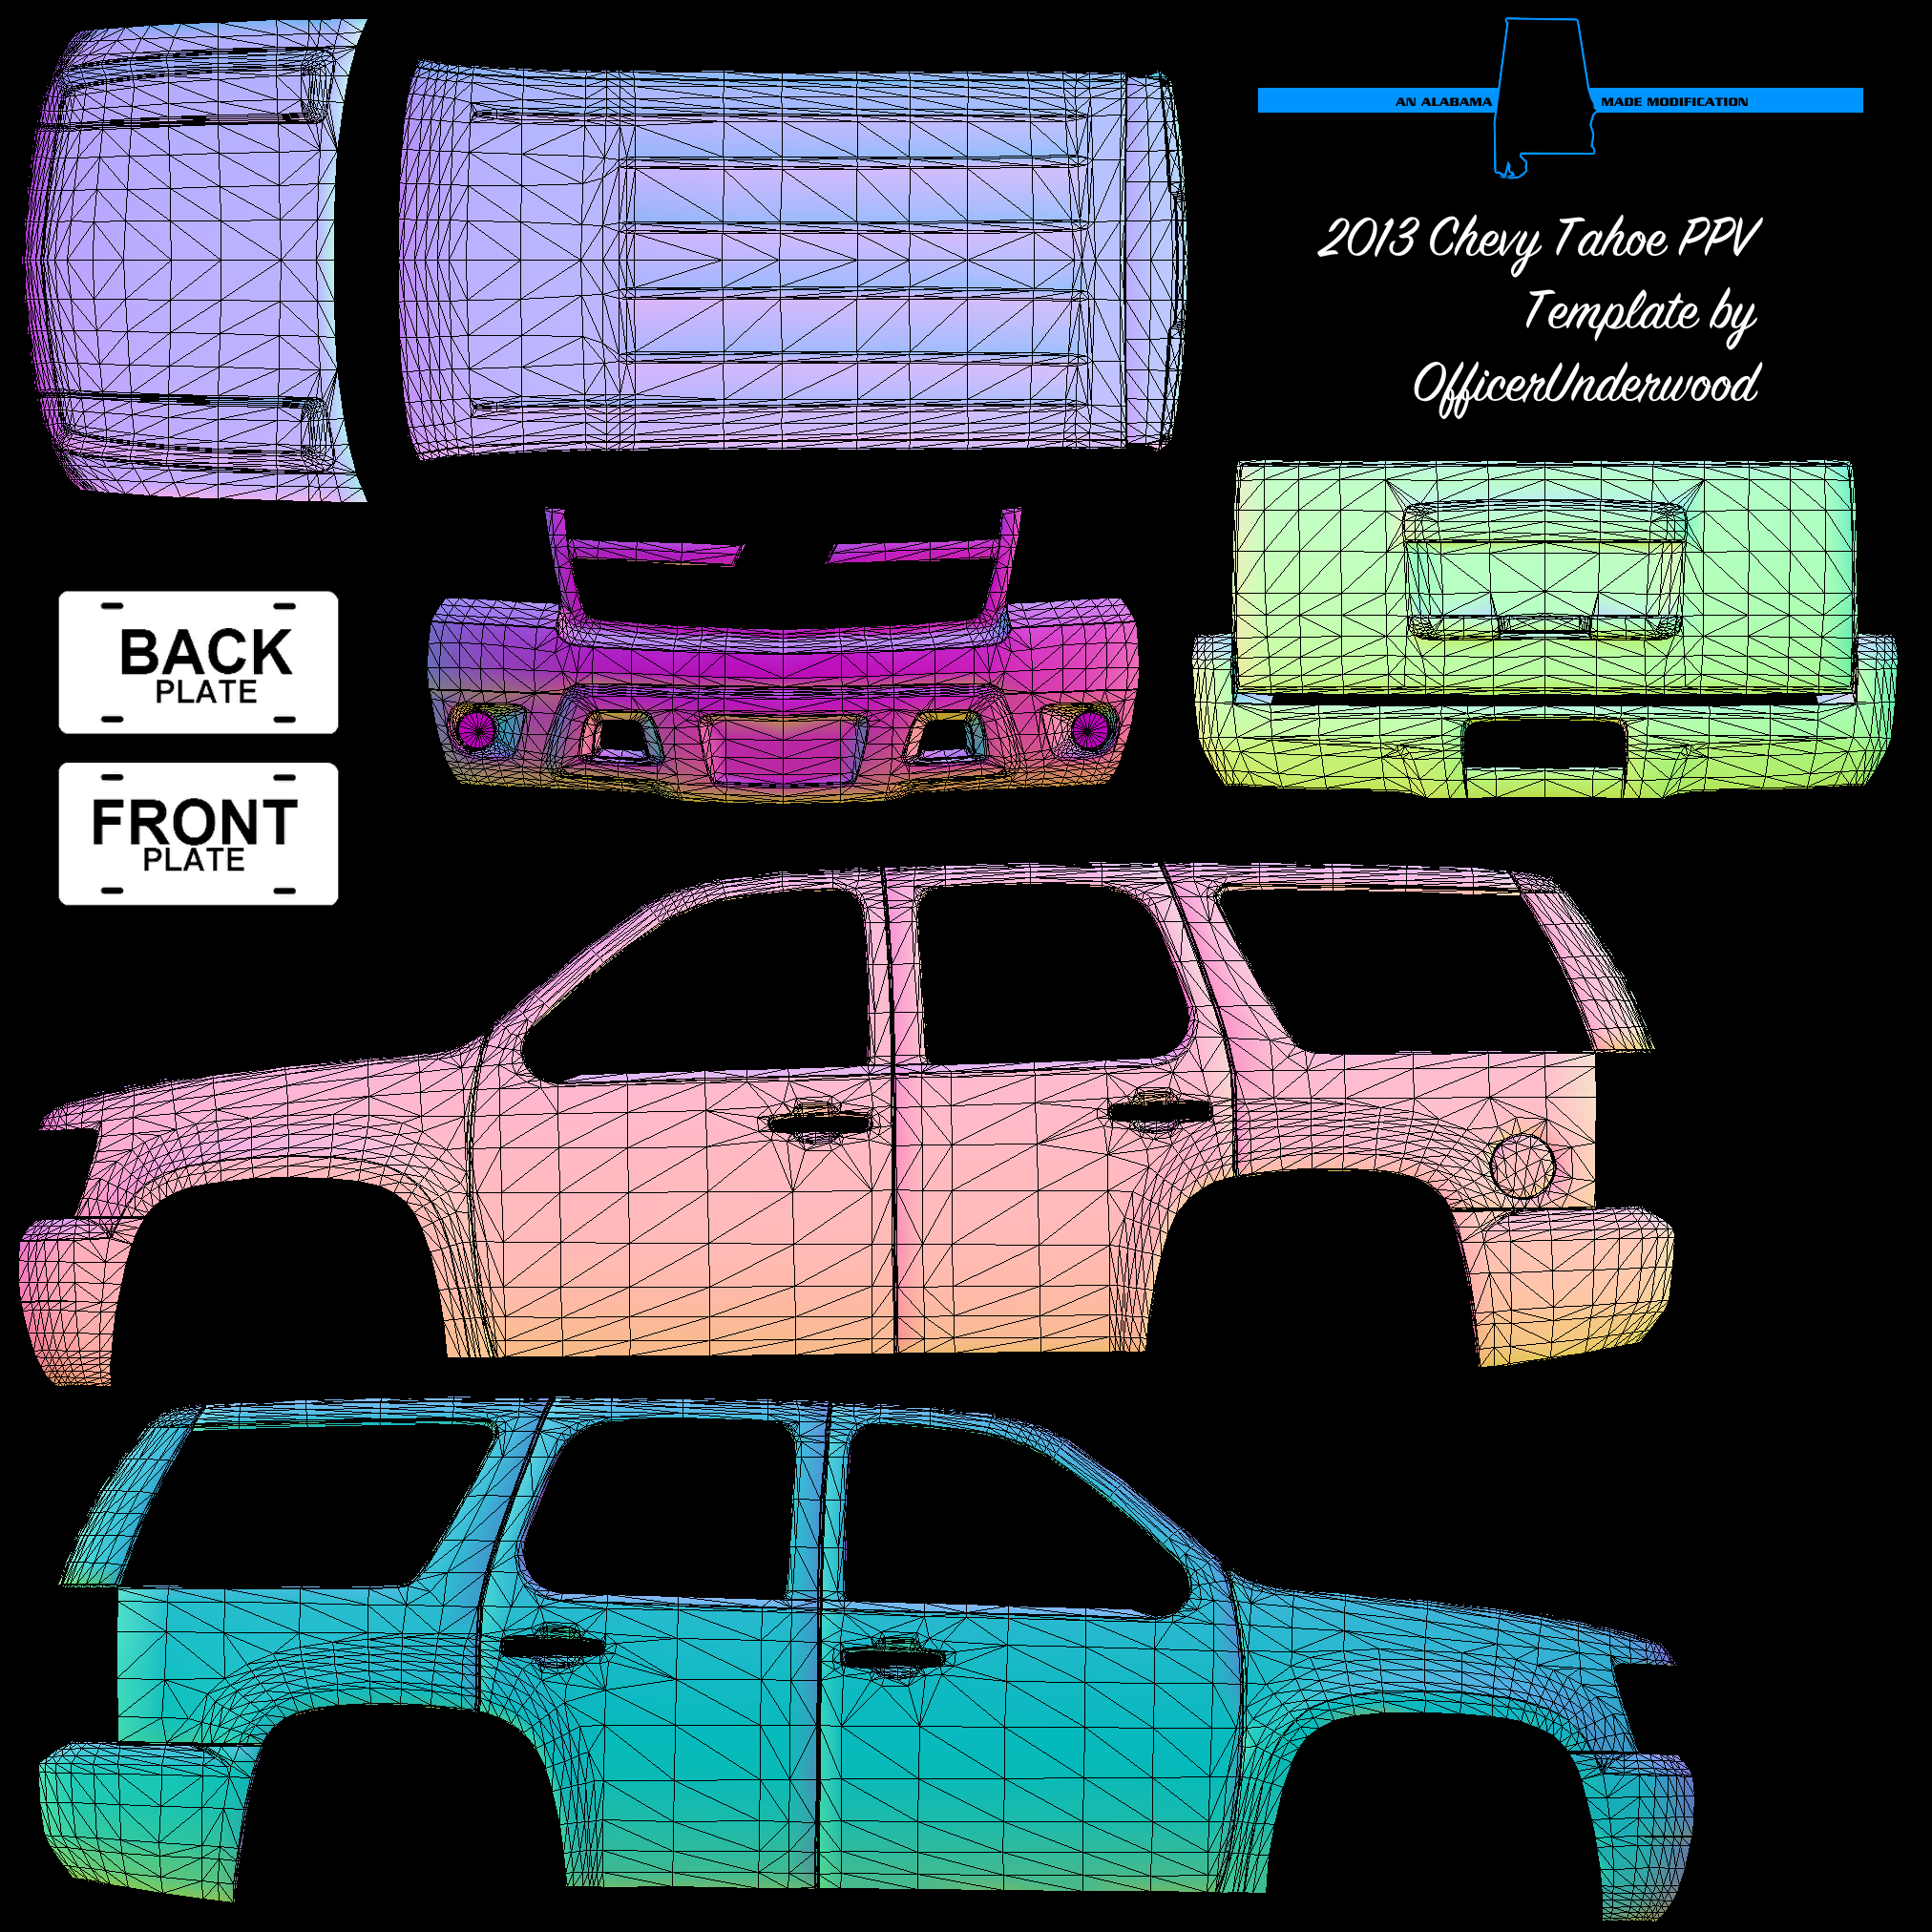 AN ALABAMA MADE MODIFICATION
2013 Chevy Tahoe PPV
Template by
OfficerUnderwood
BACK
PLATE
FRONT
PLATE